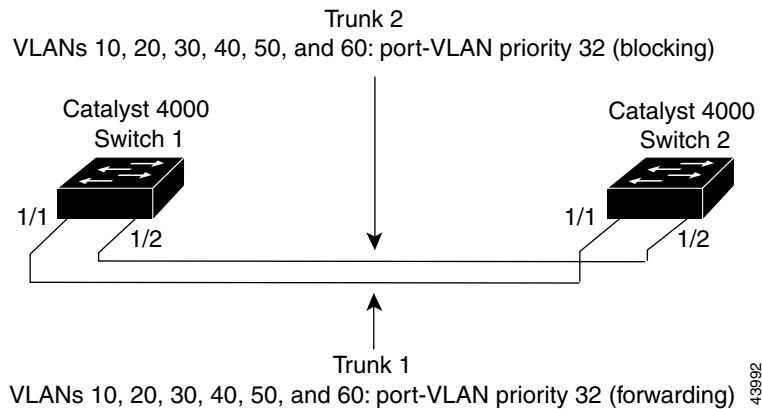 Trunk 2
VLANs 10, 20, 30, 40, 50, and 60: port-VLAN priority 32 (blocking)
Catalyst 4000
Switch 1
Catalyst 4000
Switch 2
1/1
1/2
1/1
1/2
Trunk 1
VLANs 10, 20, 30, 40, 50, and 60: port-VLAN priority 32 (forwarding)
43992